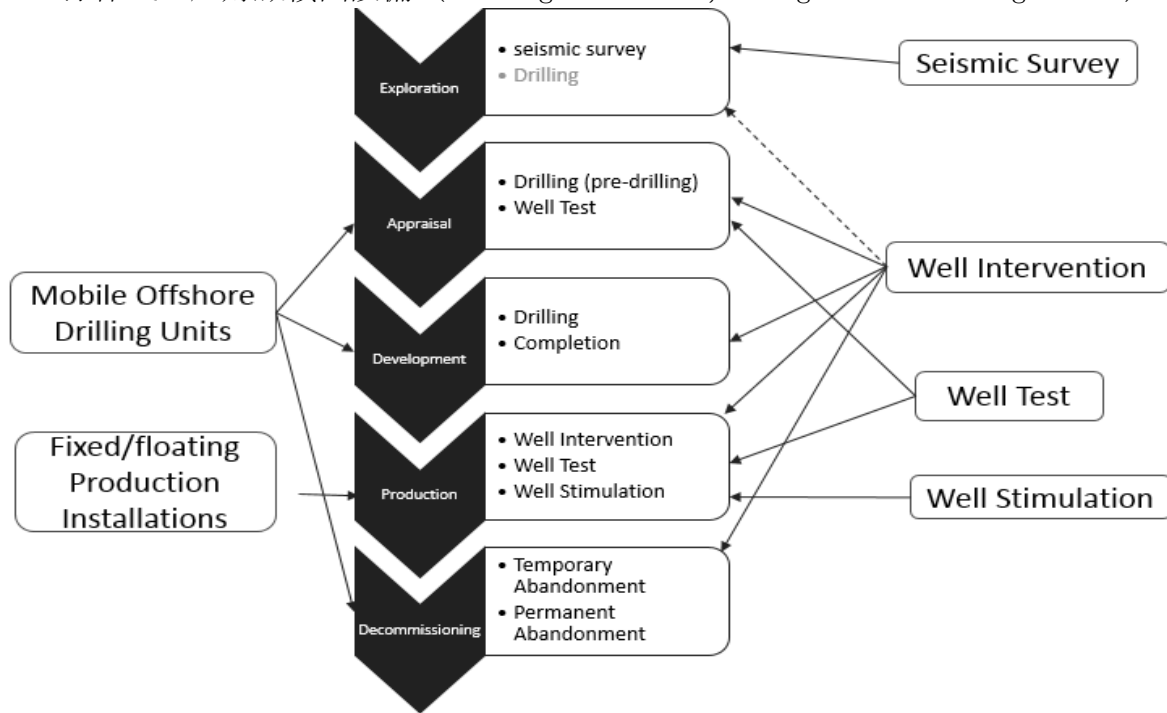 seismic survey
Drilling
Exploration
Seismic Survey
Drilling (pre-drilling)
Well Test
Appraisal
Mobile Offshore
Drilling Units
Well Intervention
Drilling
Completion
Development
Well Test
Fixed/floating
Production
Installations
Well Intervention
Well Test
Well Stimulation
Production
Well Stimulation
Temporary
Abandonment
Permanent
Abandonment
Decommissioning